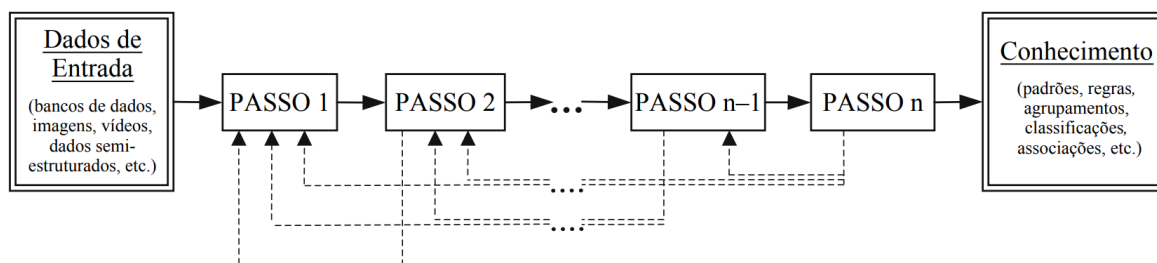 Dados de
Entrada
(bancos de dados,
imagens, vídeos,
dados semi-
estruturados, etc.)
PASSO 1
PASSO 2
...
PASSO n–1
PASSO n
Conhecimento
(padrões, regras,
agrupamentos,
classificações,
associações, etc.)
....
....